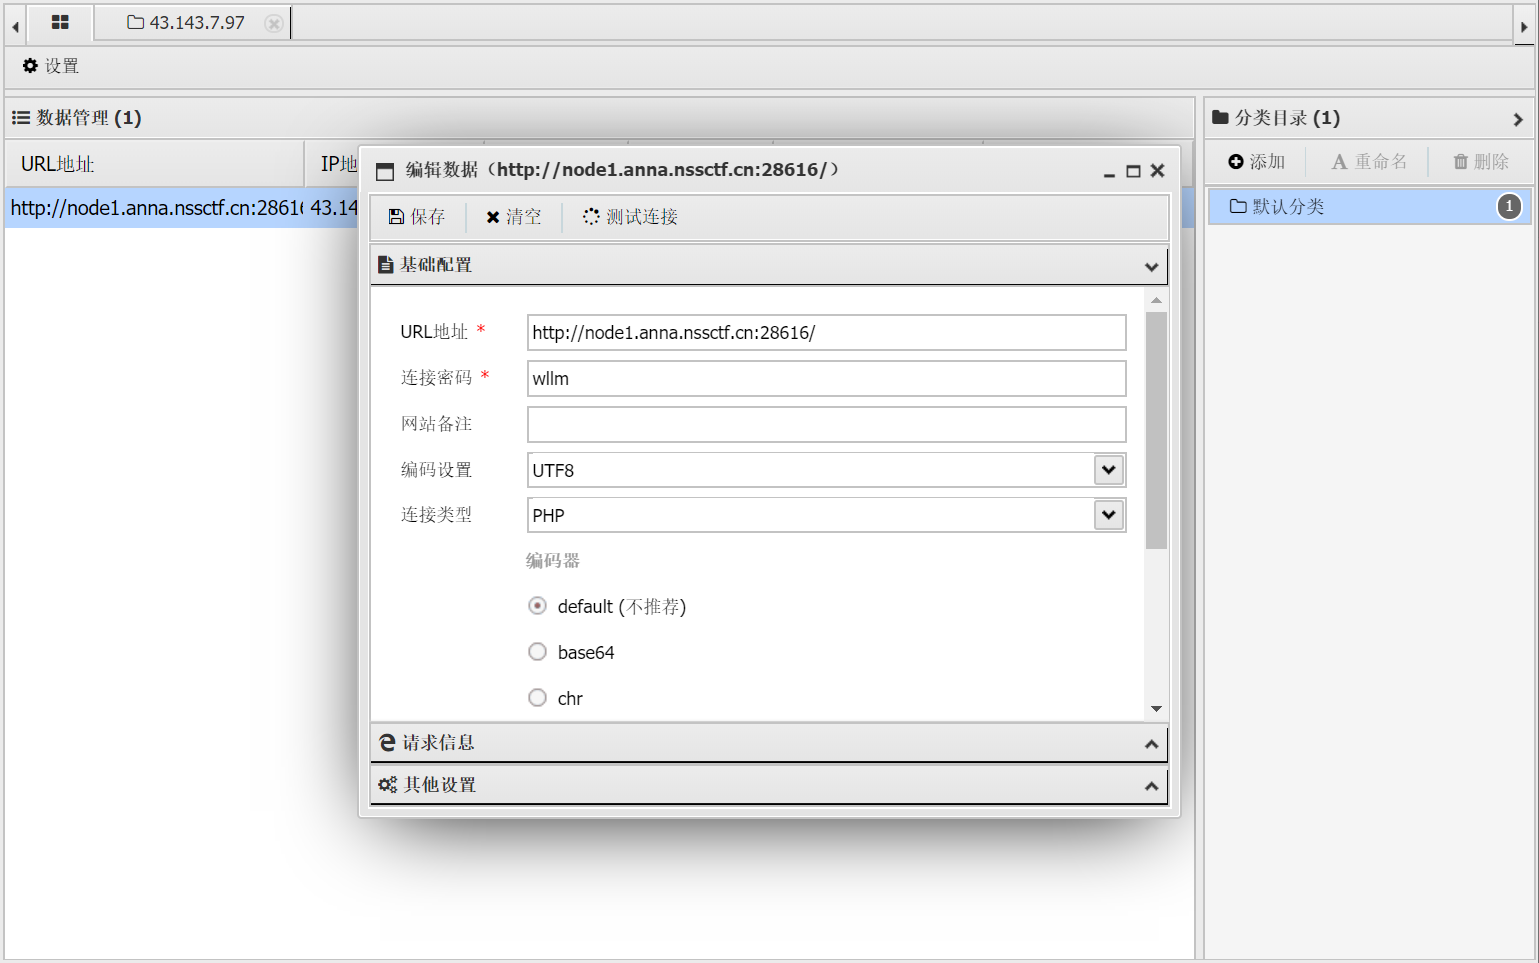 43.143.7.97
设置
数据管理 (1)
分类目录 (1)
URL地址 IP地
添加 重命名 删除
http://node1.anna.nssctf.cn:2861 43.14
默认分类 1
编辑数据（http://node1.anna.nssctf.cn:28616/）
保存 清空 测试连接
基础配置
URL地址 * http://node1.anna.nssctf.cn:28616/
连接密码 * wllm
网站备注
编码设置 UTF8
连接类型 PHP
编码器
default (不推荐)
base64
chr
请求信息
其他设置